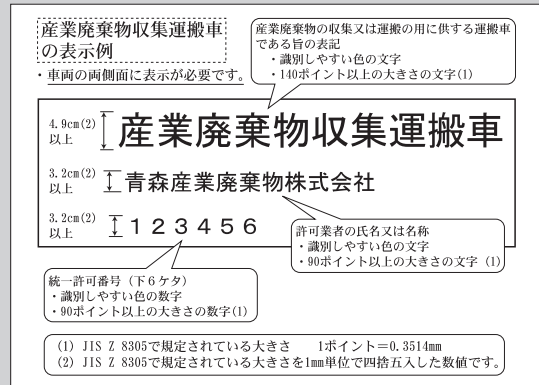 産業廃棄物収集運搬車
の表示例
・車両の両側面に表示が必要です。
産業廃棄物の収集又は運搬の用に供する運搬車
である旨の表記
・識別しやすい色の文字
・140ポイント以上の大きさの文字(1)
4.9cm(2)
以上
産業廃棄物収集運搬車
3.2cm(2)
以上
青森産業廃棄物株式会社
3.2cm(2)
以上
123456
許可業者の氏名又は名称
・識別しやすい色の文字
・90ポイント以上の大きさの文字(1)
統一許可番号（下6ケタ）
・識別しやすい色の数字
・90ポイント以上の大きさの数字(1)
(1) JIS Z 8305で規定されている大きさ　1ポイント＝0.3514mm
(2) JIS Z 8305で規定されている大きさを1mm単位で四捨五入した数値です。